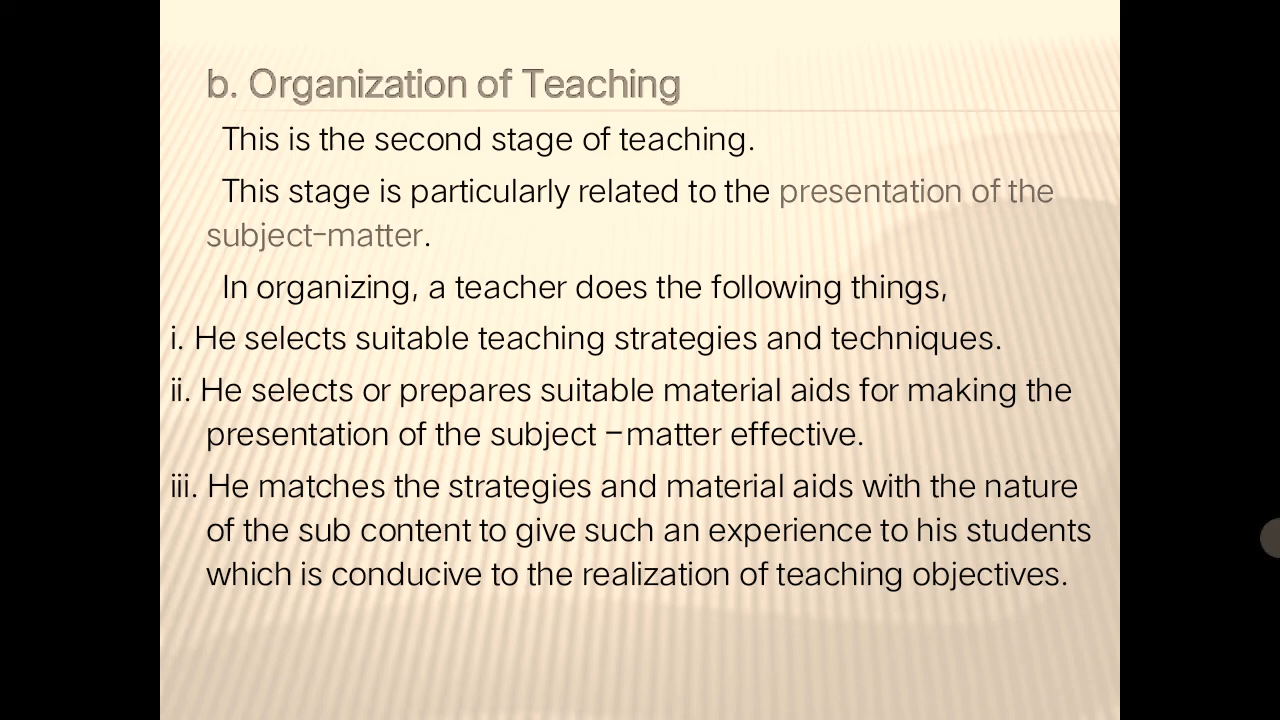 b. Organization of Teaching
This is the second stage of teaching.
This stage is particularly related to the presentation of the
subject-matter.
In organizing, a teacher does the following things,
i. He selects suitable teaching strategies and techniques.
ii. He selects or prepares suitable material aids for making the
presentation of the subject –matter effective.
iii. He matches the strategies and material aids with the nature
of the sub content to give such an experience to his students
which is conducive to the realization of teaching objectives.